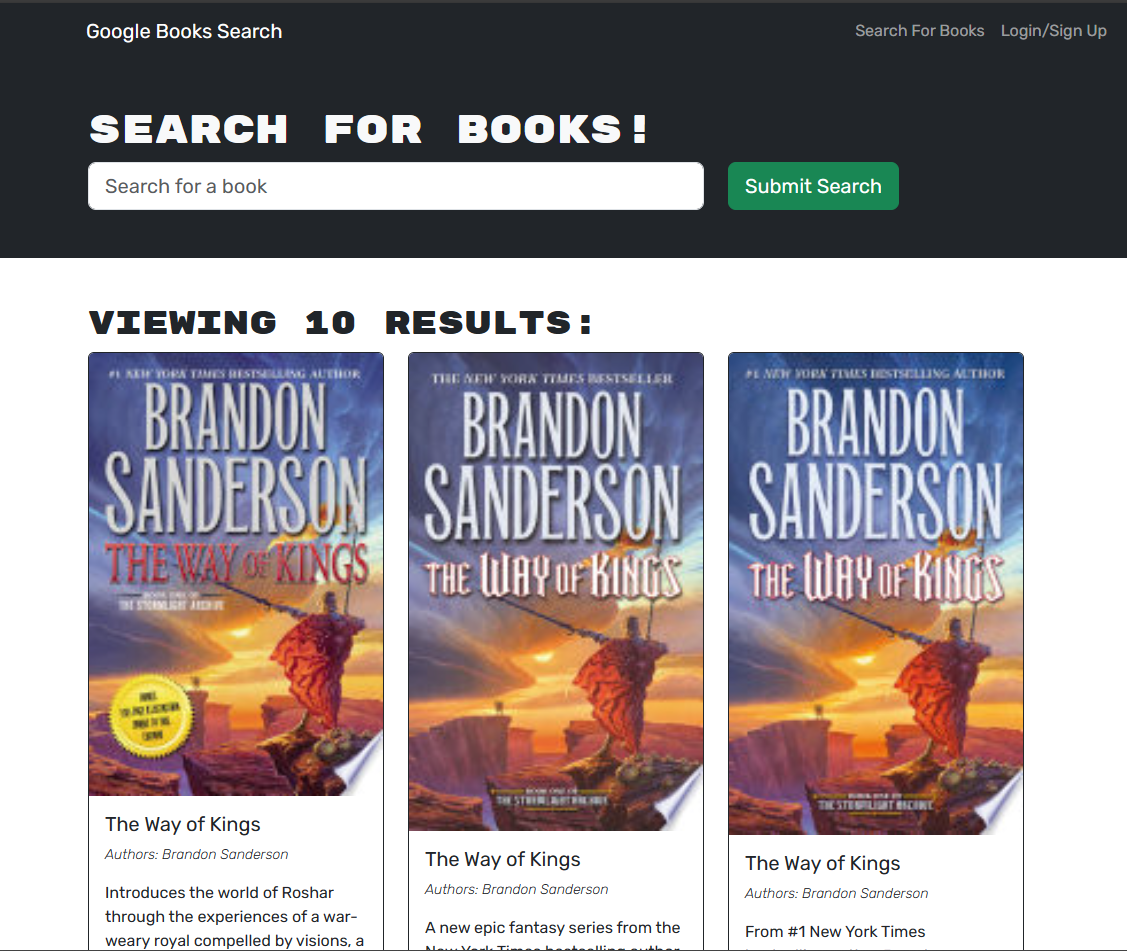 Google Books Search
Search For Books
Login/Sign Up
SEARCH FOR BOOKS!
Search for a book
Submit Search
VIEWING 10 RESULTS:
#1 NEW YORK TIMES BESTSELLING AUTHOR
BRANDON
SANDERSON
THE WAY OF KINGS
BOOK ONE OF
THE STORMLIGHT ARCHIVE
The Way of Kings
Authors: Brandon Sanderson
Introduces the world of Roshar
through the experiences of a war-
weary royal compelled by visions, a
THE NEW YORK TIMES BESTSELLER
BRANDON
SANDERSON
THE WAY OF KINGS
BOOK ONE OF
THE STORMLIGHT ARCHIVE
The Way of Kings
Authors: Brandon Sanderson
A new epic fantasy series from the
New York Times bestselling author
#1 NEW YORK TIMES BESTSELLING AUTHOR
BRANDON
SANDERSON
THE WAY OF KINGS
BOOK ONE OF
THE STORMLIGHT ARCHIVE
The Way of Kings
Authors: Brandon Sanderson
From #1 New York Times